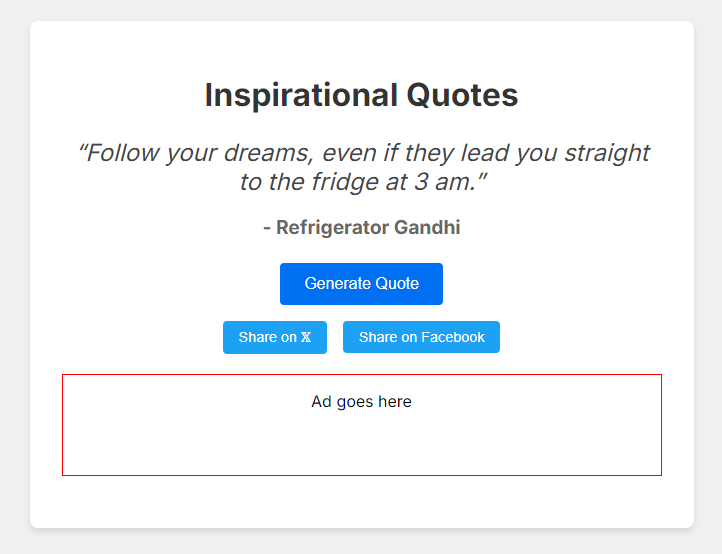 Inspirational Quotes
“Follow your dreams, even if they lead you straight
to the fridge at 3 am.”
- Refrigerator Gandhi
Generate Quote
Share on 𝕏
Share on Facebook
Ad goes here